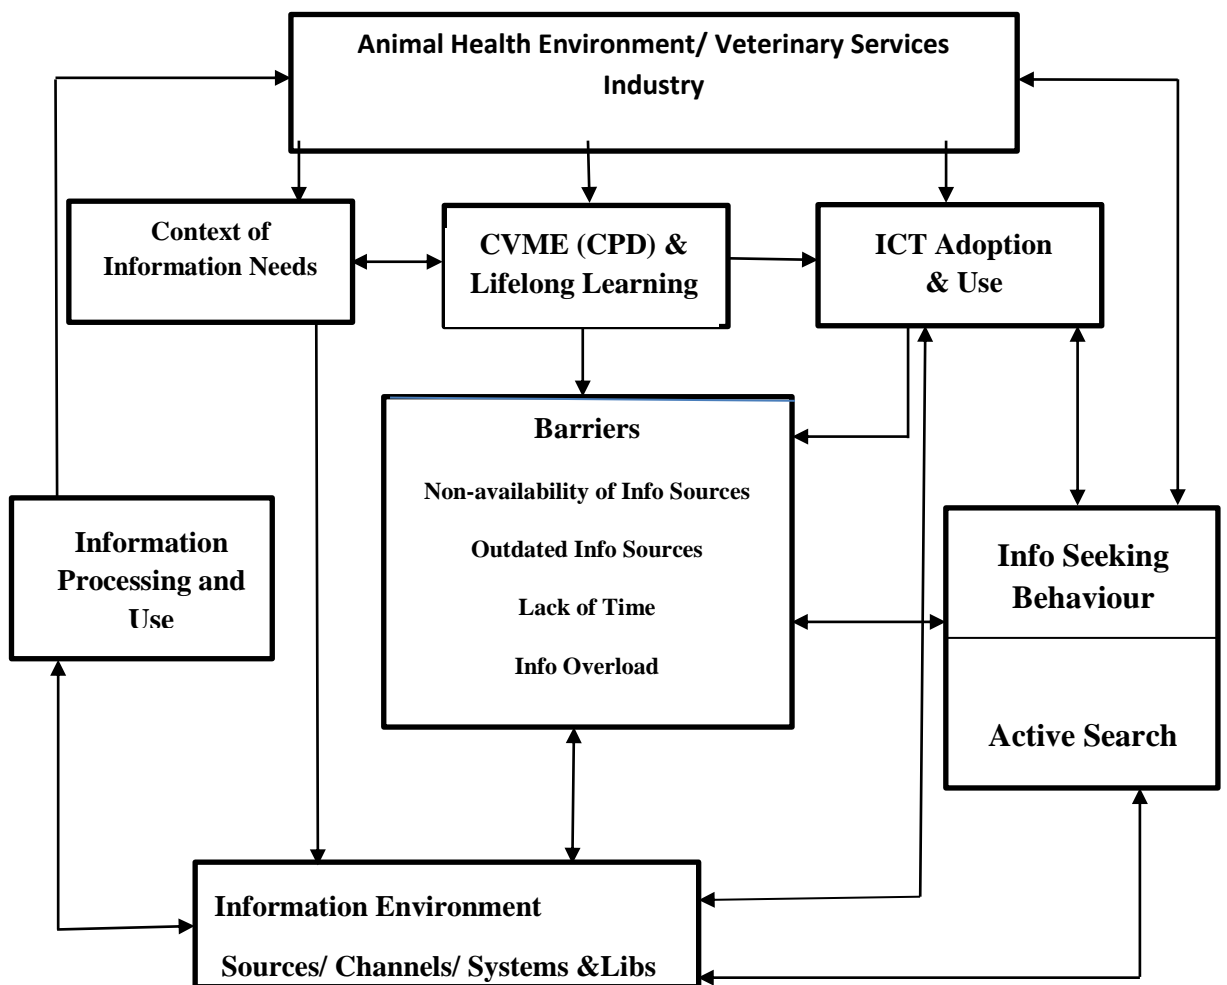 Animal Health Environment/ Veterinary Services
Industry
Context of
Information Needs
CVME (CPD) &
Lifelong Learning
ICT Adoption
& Use
Barriers
Non-availability of Info Sources
Outdated Info Sources
Lack of Time
Info Overload
Information
Processing and
Use
Info Seeking
Behaviour
Active Search
Information Environment
Sources/ Channels/ Systems &Libs